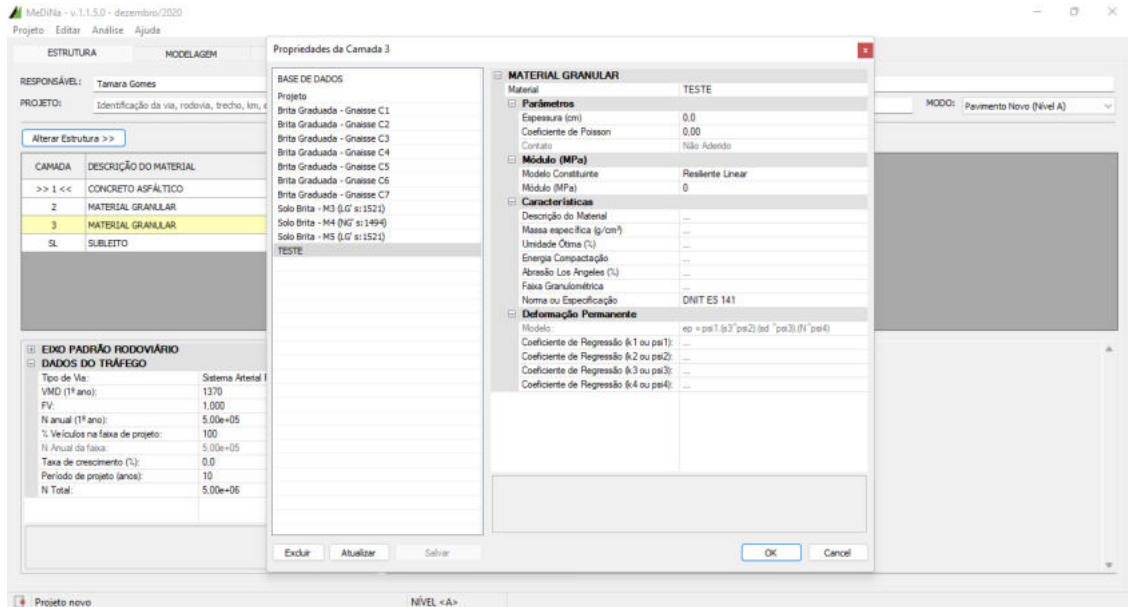 MeDiNa - v.1.1.5.0 - dezembro/2020
Projeto Editar Análise Ajuda
ESTRUTURA MODELAGEM
RESPONSÁVEL: Tamara Gomes
PROJETO: Identificação da via, rodovia, trecho, km, e
MODO: Pavimento Novo (Nível A)
Alterar Estrutura >>
CAMADA DESCRIÇÃO DO MATERIAL
>> 1 << CONCRETO ASFÁLTICO
2 MATERIAL GRANULAR
3 MATERIAL GRANULAR
SL SUBLEITO
EIXO PADRÃO RODOVIÁRIO
DADOS DO TRÁFEGO
Tipo de Via: Sistema Arterial
VMD (1º ano): 1370
FV: 1,000
N anual (1º ano): 5,00e+05
% Veículos na faixa de projeto: 100
N Anual da faixa: 5,00e+05
Taxa de crescimento (%): 0,0
Período de projeto (anos): 10
N Total: 5,00e+06
Propriedades da Camada 3
BASE DE DADOS
Projeto
Brita Graduada - Gnaisse C1
Brita Graduada - Gnaisse C2
Brita Graduada - Gnaisse C3
Brita Graduada - Gnaisse C4
Brita Graduada - Gnaisse C5
Brita Graduada - Gnaisse C6
Brita Graduada - Gnaisse C7
Solo Brita - M3 (LG' s:1521)
Solo Brita - M4 (NG' s:1494)
Solo Brita - M5 (LG' s:1521)
TESTE
MATERIAL GRANULAR
Material TESTE
Parâmetros
Espessura (cm) 0,0
Coeficiente de Poisson 0,00
Contato Não Aderido
Módulo (MPa)
Modelo Constituinte Resiliente Linear
Módulo (MPa) 0
Características
Descrição do Material ...
Massa específica (g/cm³) ...
Umidade Ótima (%) ...
Energia Compactação ...
Abrasão Los Angeles (%) ...
Faixa Granulométrica ...
Norma ou Especificação DNIT ES 141
Deformação Permanente
Modelo: ep = psi1.(s3^psi2).(sd ^psi3).(N^psi4)
Coeficiente de Regressão (k1 ou psi1): ...
Coeficiente de Regressão (k2 ou psi2): ...
Coeficiente de Regressão (k3 ou psi3): ...
Coeficiente de Regressão (k4 ou psi4): ...
Excluir Atualizar Salvar OK Cancel
Projeto novo NÍVEL <A>